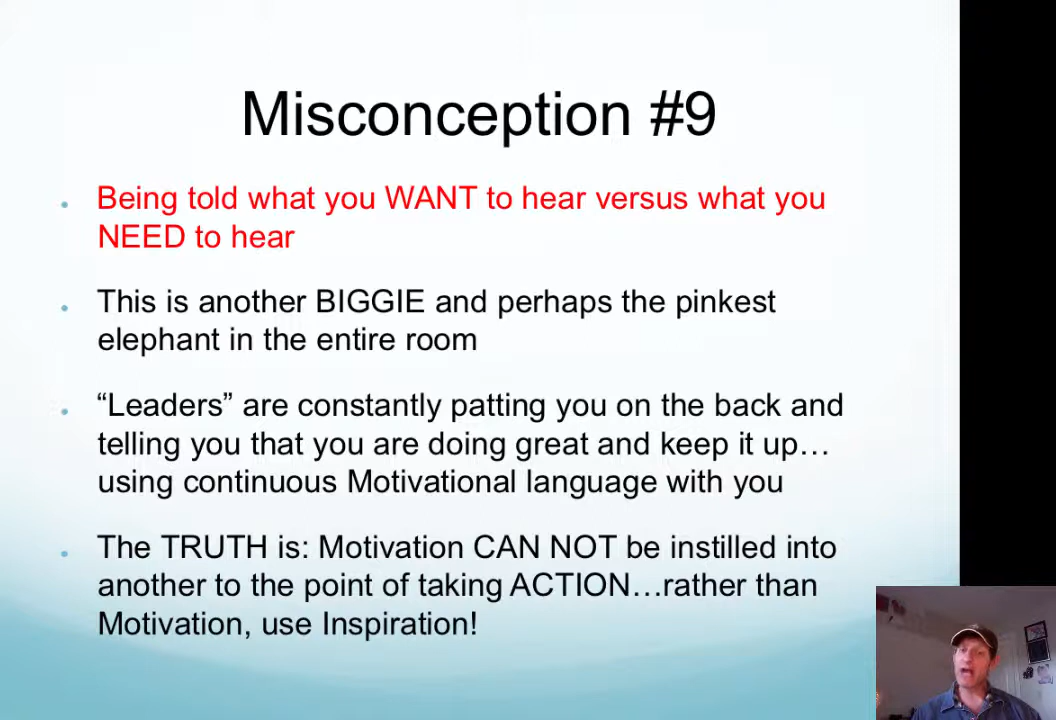 Misconception #9
Being told what you WANT to hear versus what you
NEED to hear
This is another BIGGIE and perhaps the pinkest
elephant in the entire room
“Leaders” are constantly patting you on the back and
telling you that you are doing great and keep it up…
using continuous Motivational language with you
The TRUTH is: Motivation CAN NOT be instilled into
another to the point of taking ACTION…rather than
Motivation, use Inspiration!